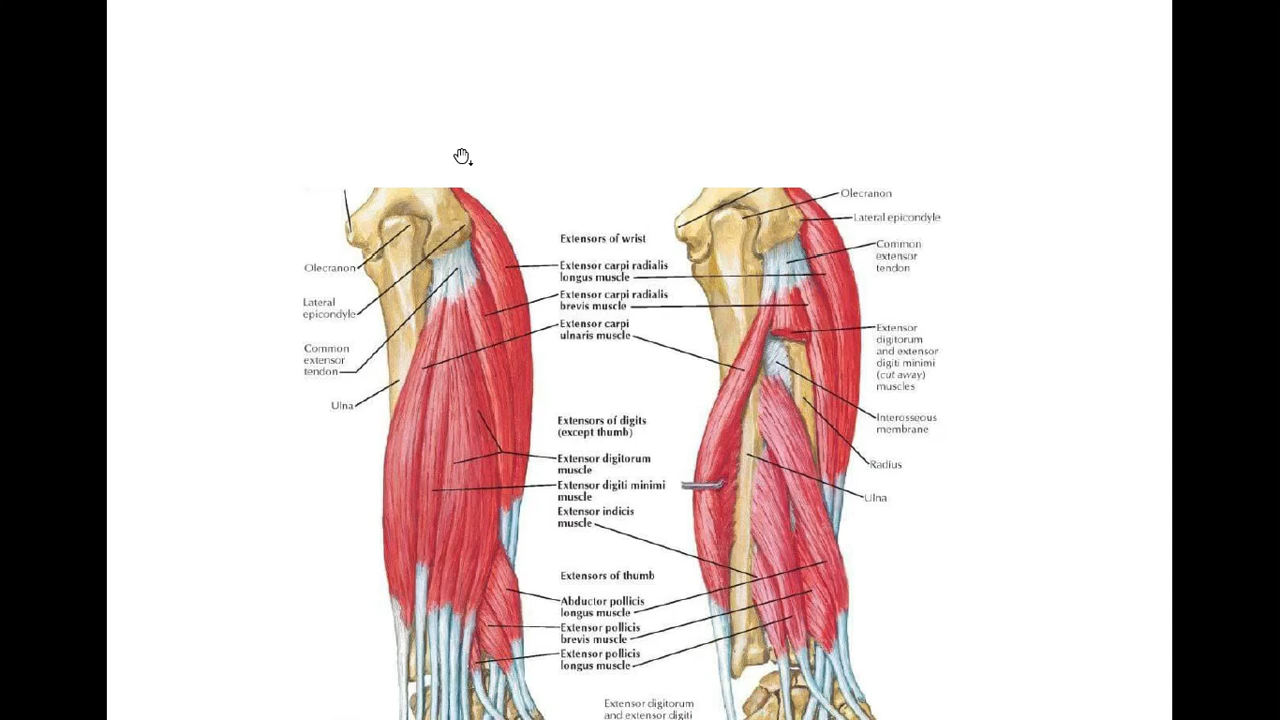 Olecranon
Lateral
epicondyle
Common
extensor
tendon
Ulna
Extensors of wrist
Extensor carpi radialis
longus muscle
Extensor carpi radialis
brevis muscle
Extensor carpi
ulnaris muscle
Extensors of digits
(except thumb)
Extensor digitorum
muscle
Extensor digiti minimi
muscle
Extensor indicis
muscle
Extensors of thumb
Abductor pollicis
longus muscle
Extensor pollicis
brevis muscle
Extensor pollicis
longus muscle
Extensor digitorum
and extensor digiti
Olecranon
Lateral epicondyle
Common
extensor
tendon
Extensor
digitorum
and extensor
digiti minimi
(cut away)
muscles
Interosseous
membrane
Radius
Ulna